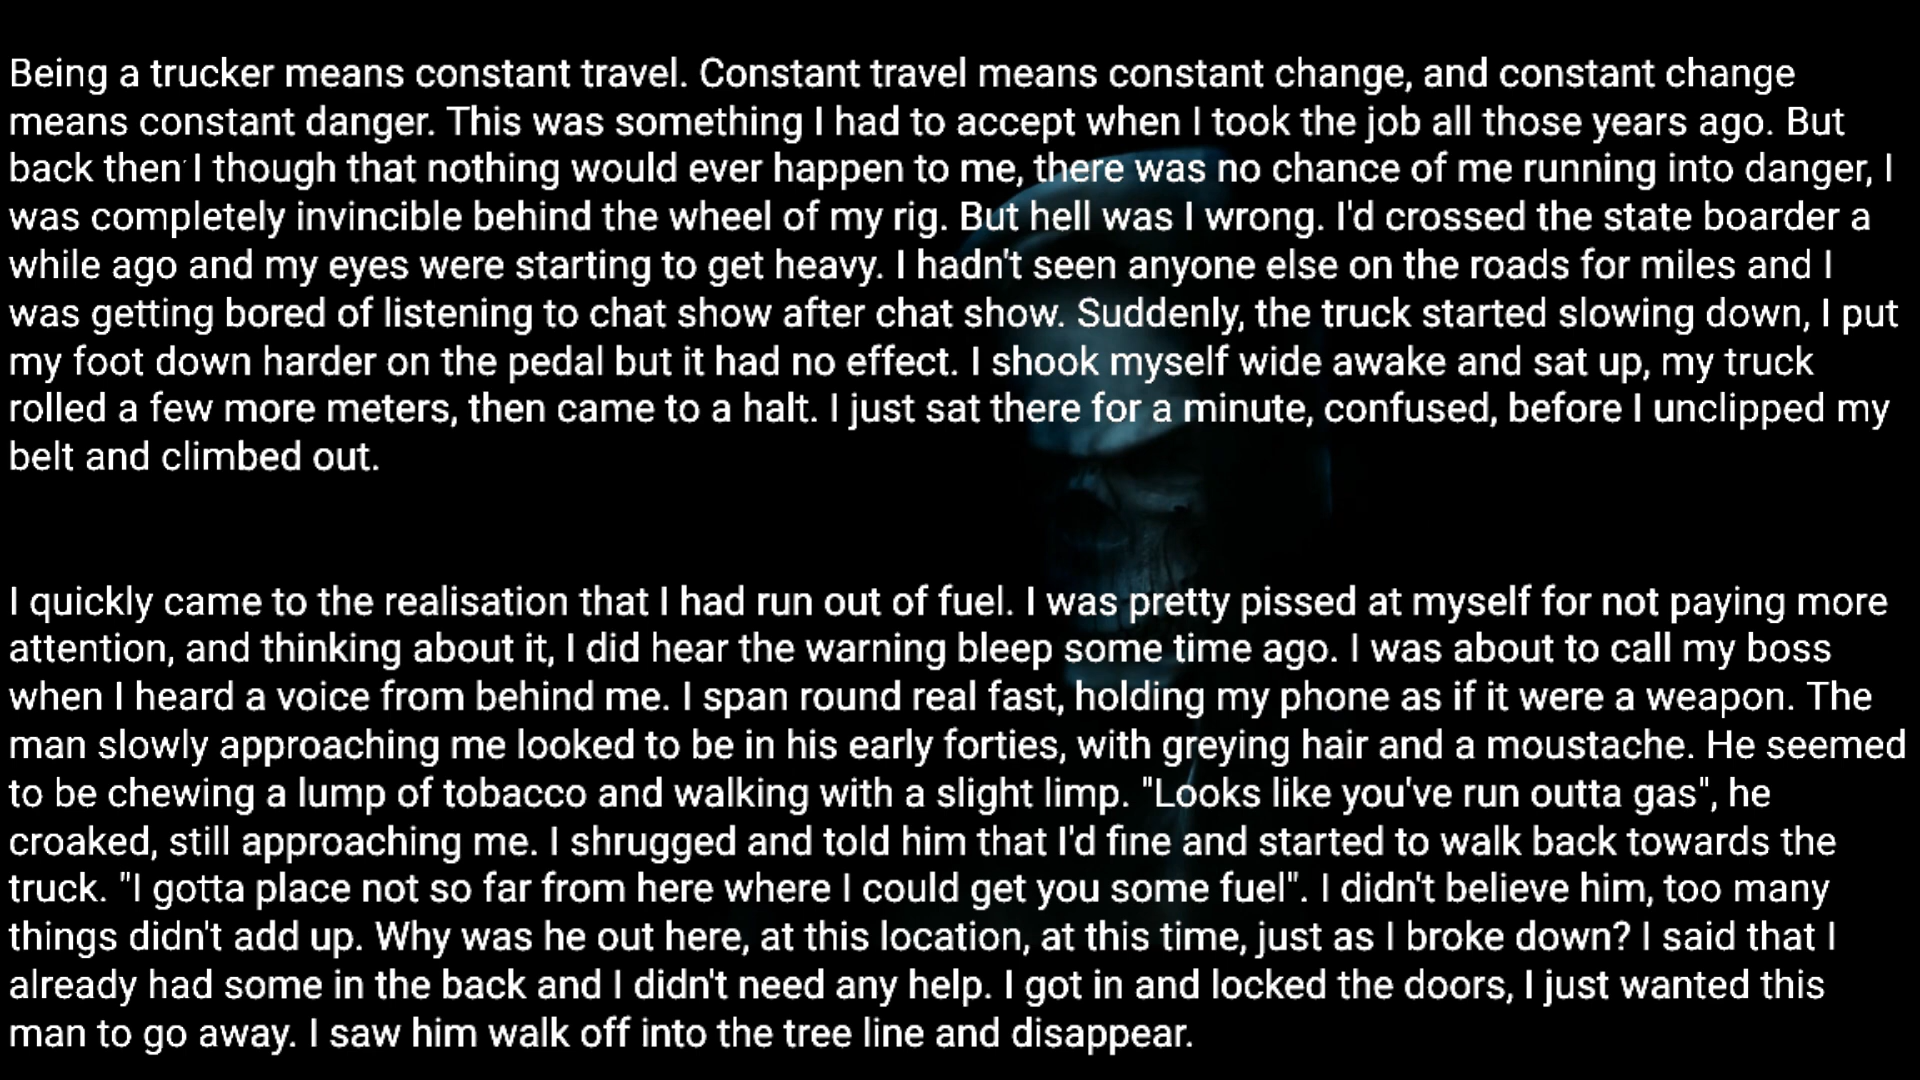 Being a trucker means constant travel. Constant travel means constant change, and constant change
means constant danger. This was something I had to accept when I took the job all those years ago. But
back then I though that nothing would ever happen to me, there was no chance of me running into danger, I
was completely invincible behind the wheel of my rig. But hell was I wrong. I'd crossed the state boarder a
while ago and my eyes were starting to get heavy. I hadn't seen anyone else on the roads for miles and I
was getting bored of listening to chat show after chat show. Suddenly, the truck started slowing down, I put
my foot down harder on the pedal but it had no effect. I shook myself wide awake and sat up, my truck
rolled a few more meters, then came to a halt. I just sat there for a minute, confused, before I unclipped my
belt and climbed out.
I quickly came to the realisation that I had run out of fuel. I was pretty pissed at myself for not paying more
attention, and thinking about it, I did hear the warning bleep some time ago. I was about to call my boss
when I heard a voice from behind me. I span round real fast, holding my phone as if it were a weapon. The
man slowly approaching me looked to be in his early forties, with greying hair and a moustache. He seemed
to be chewing a lump of tobacco and walking with a slight limp. "Looks like you've run outta gas", he
croaked, still approaching me. I shrugged and told him that I'd fine and started to walk back towards the
truck. "I gotta place not so far from here where I could get you some fuel". I didn't believe him, too many
things didn't add up. Why was he out here, at this location, at this time, just as I broke down? I said that I
already had some in the back and I didn't need any help. I got in and locked the doors, I just wanted this
man to go away. I saw him walk off into the tree line and disappear.